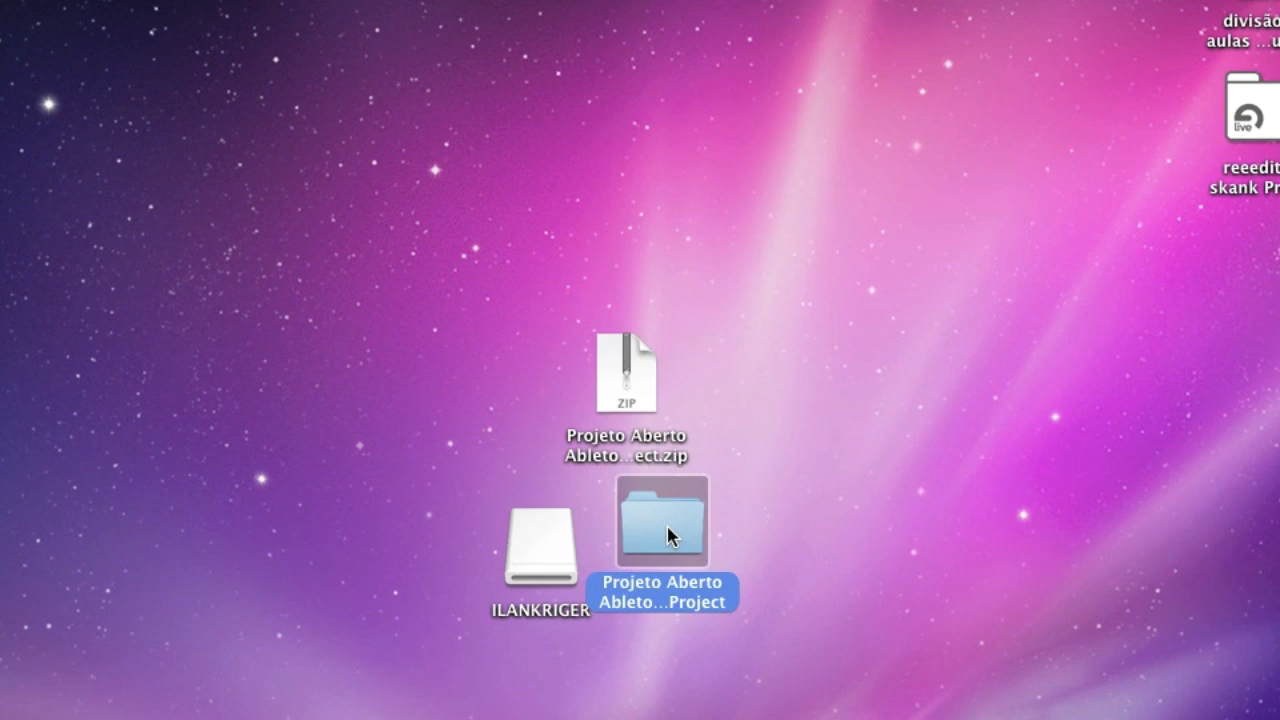 divisão
aulas ...u
live
reeedit
skank Pr
ZIP
Projeto Aberto
Ableto...ect.zip
ILANKRIGER
Projeto Aberto
Ableto...Project